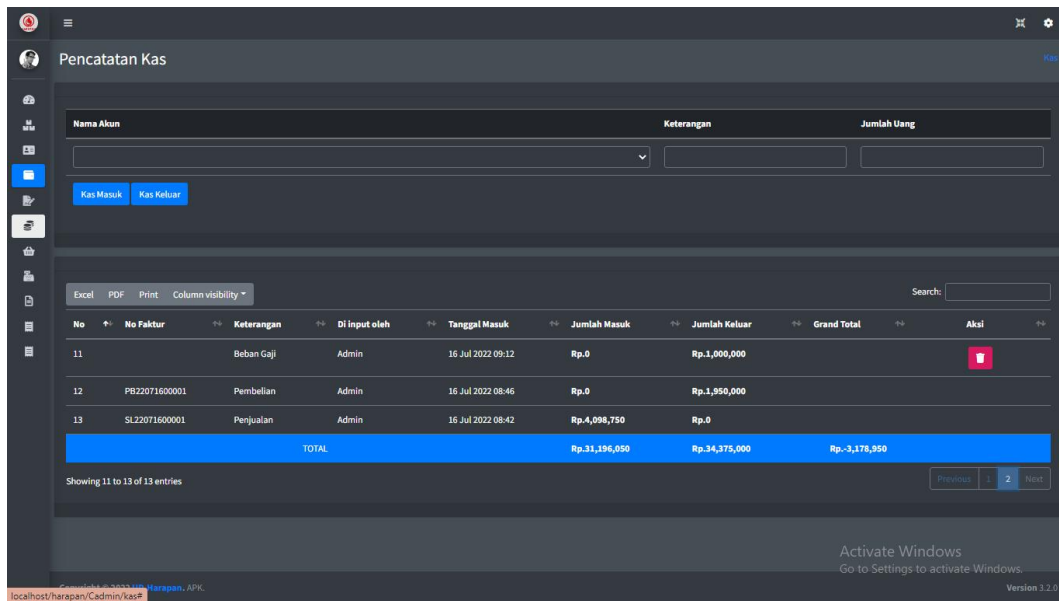 Pencatatan Kas
Kas
Nama Akun Keterangan Jumlah Uang
Kas Masuk Kas Keluar
Excel PDF Print Column visibility
Search:
No No Faktur Keterangan Di input oleh Tanggal Masuk Jumlah Masuk Jumlah Keluar Grand Total Aksi
11 Beban Gaji Admin 16 Jul 2022 09:12 Rp.0 Rp.1,000,000
12 PB22071600001 Pembelian Admin 16 Jul 2022 08:46 Rp.0 Rp.1,950,000
13 SL22071600001 Penjualan Admin 16 Jul 2022 08:42 Rp.4,098,750 Rp.0
TOTAL Rp.31,196,050 Rp.34,375,000 Rp.-3,178,950
Showing 11 to 13 of 13 entries
Previous 1 2 Next
Activate Windows
Go to Settings to activate Windows.
Copyright © 2022 UD Harapan. APK.
Version 3.2.0
localhost/harapan/Cadmin/kas#